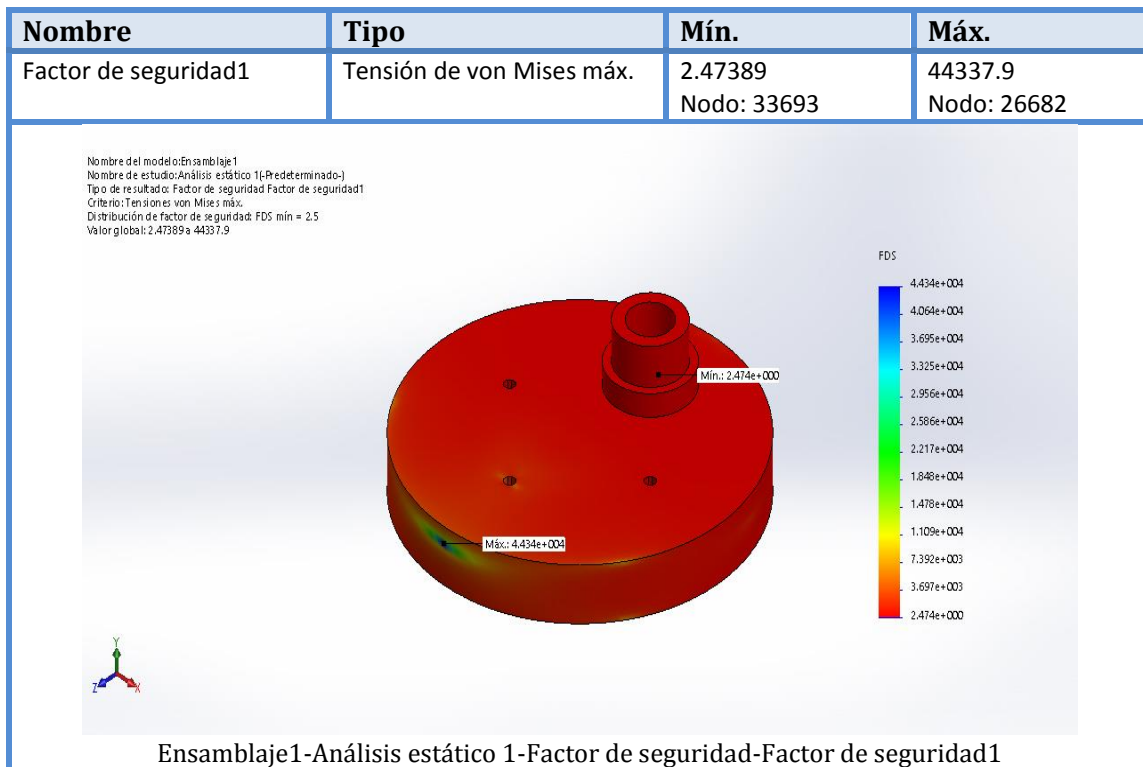 Nombre Tipo Mín. Máx.
Factor de seguridad1 Tensión de von Mises máx. 2.47389 44337.9
Nodo: 33693 Nodo: 26682
Nombre del modelo:Ensamblaje1
Nombre de estudio:Análisis estático 1(-Predeterminado-)
Tipo de resultado: Factor de seguridad Factor de seguridad1
Criterio: Tensiones von Mises máx.
Distribución de factor de seguridad: FDS mín = 2.5
Valor global: 2.47389 a 44337.9
FDS
4.434e+004
4.064e+004
3.695e+004
3.325e+004
2.956e+004
2.586e+004
2.217e+004
1.848e+004
1.478e+004
1.109e+004
7.392e+003
3.697e+003
2.474e+000
Mín.: 2.474e+000
Máx.: 4.434e+004
Y
Z X
Ensamblaje1-Análisis estático 1-Factor de seguridad-Factor de seguridad1